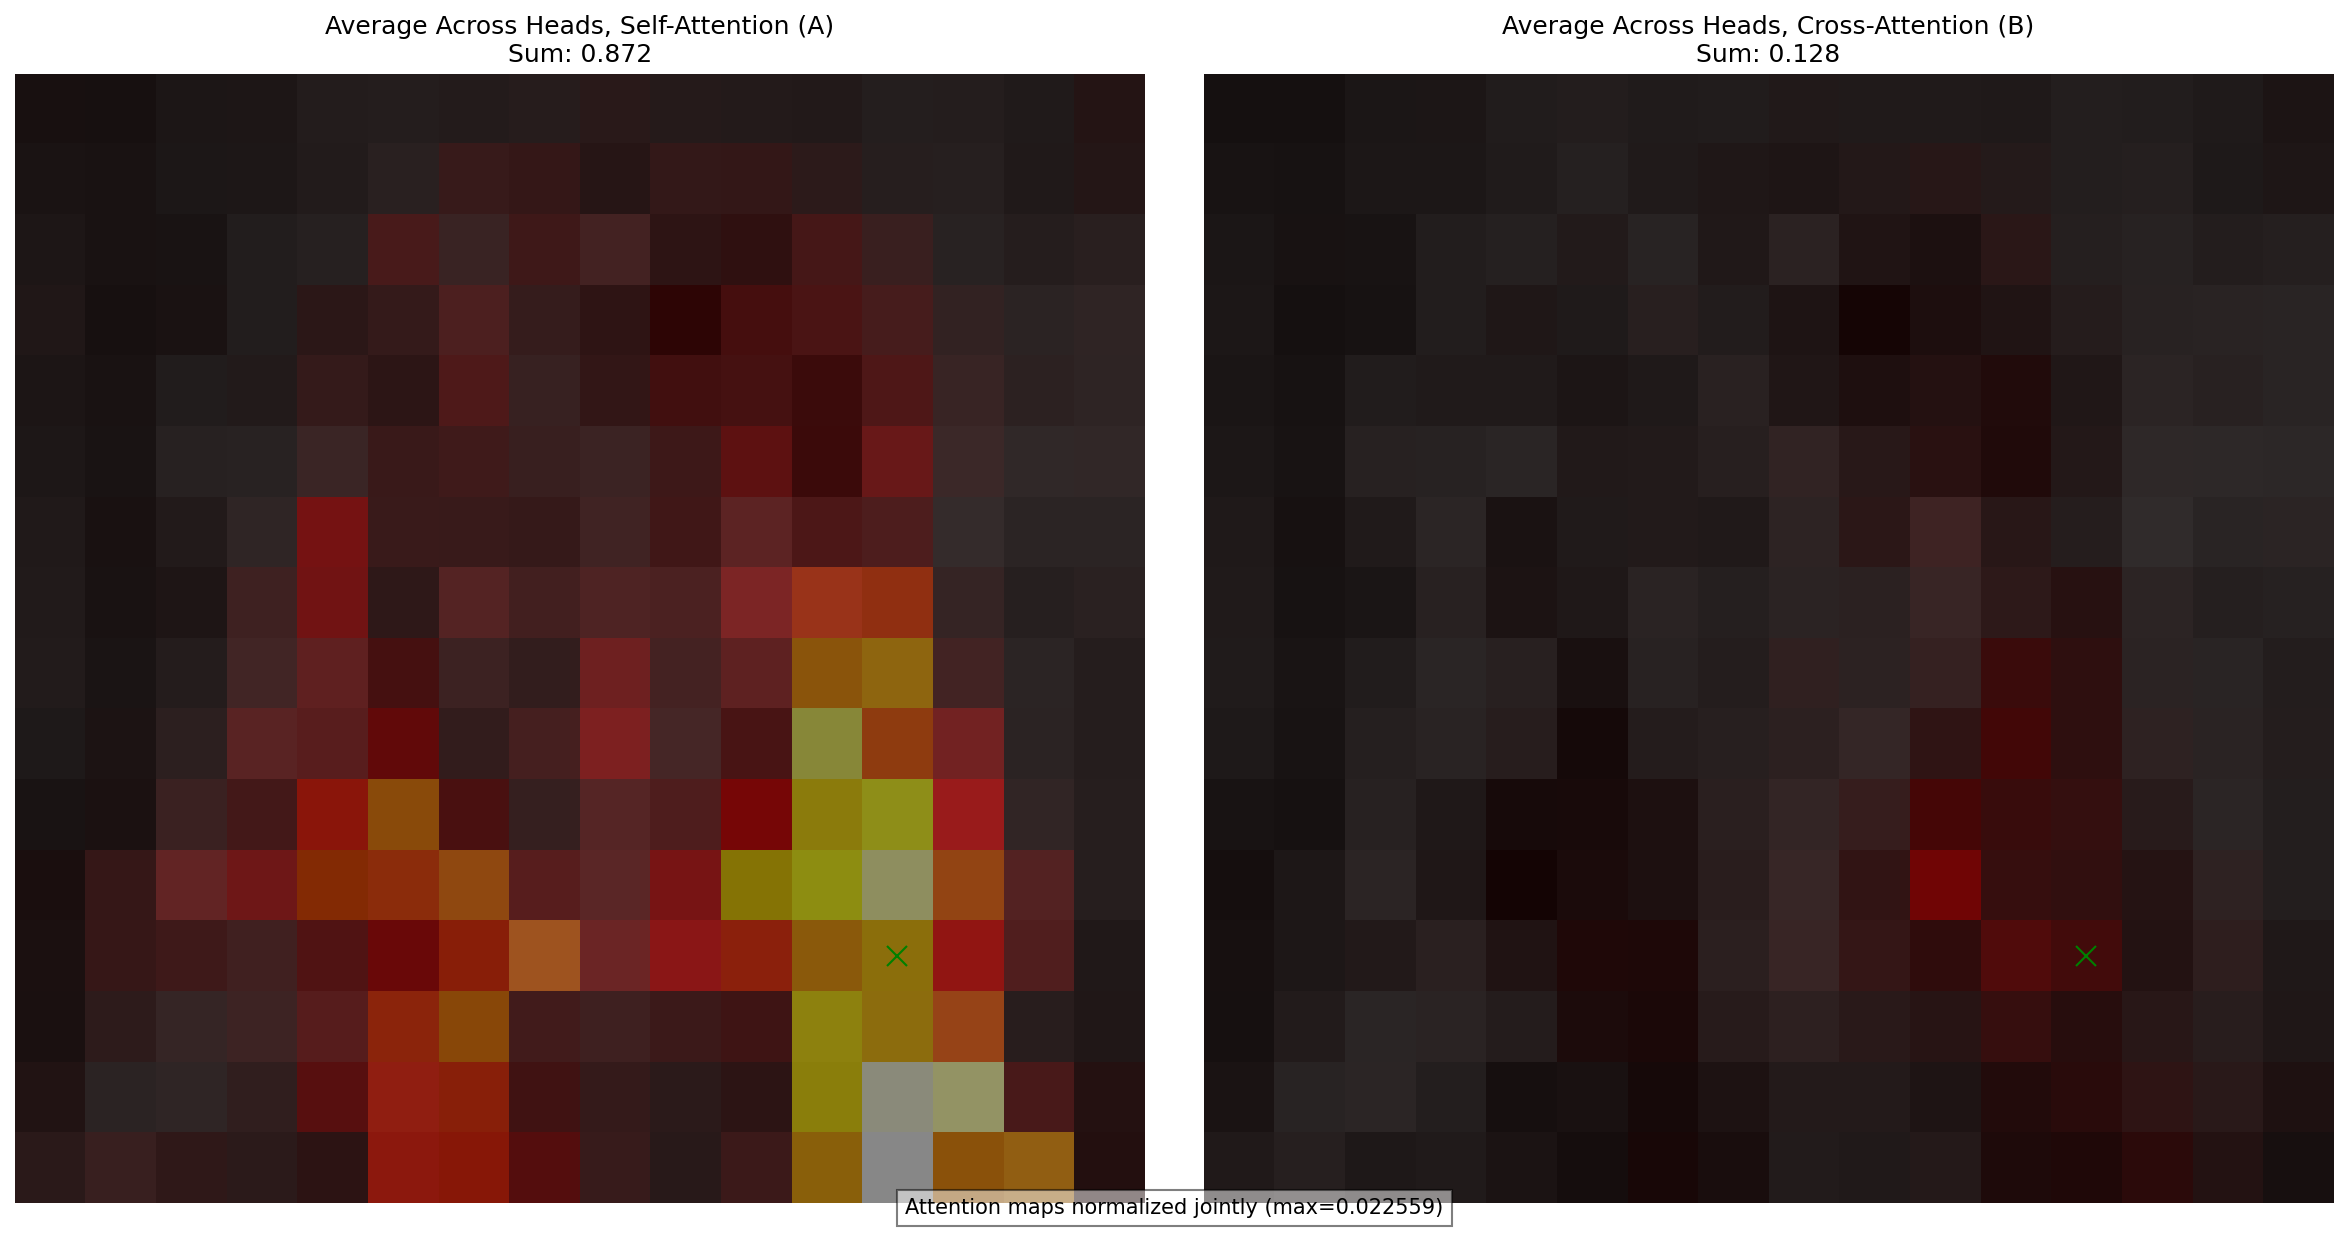 Average Across Heads, Self-Attention (A)
Sum: 0.872
Average Across Heads, Cross-Attention (B)
Sum: 0.128
Attention maps normalized jointly (max=0.022559)